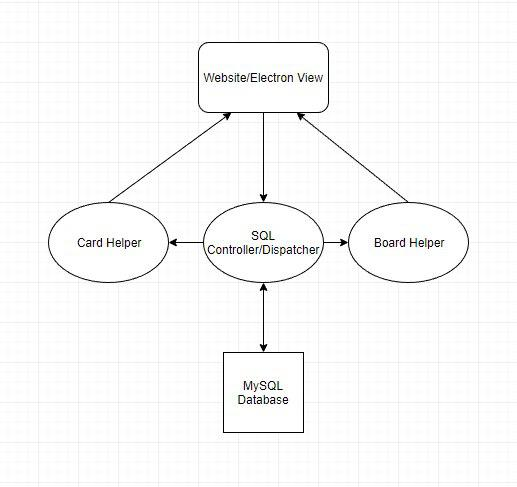 Website/Electron View
Card Helper
SQL
Controller/Dispatcher
Board Helper
MySQL
Database